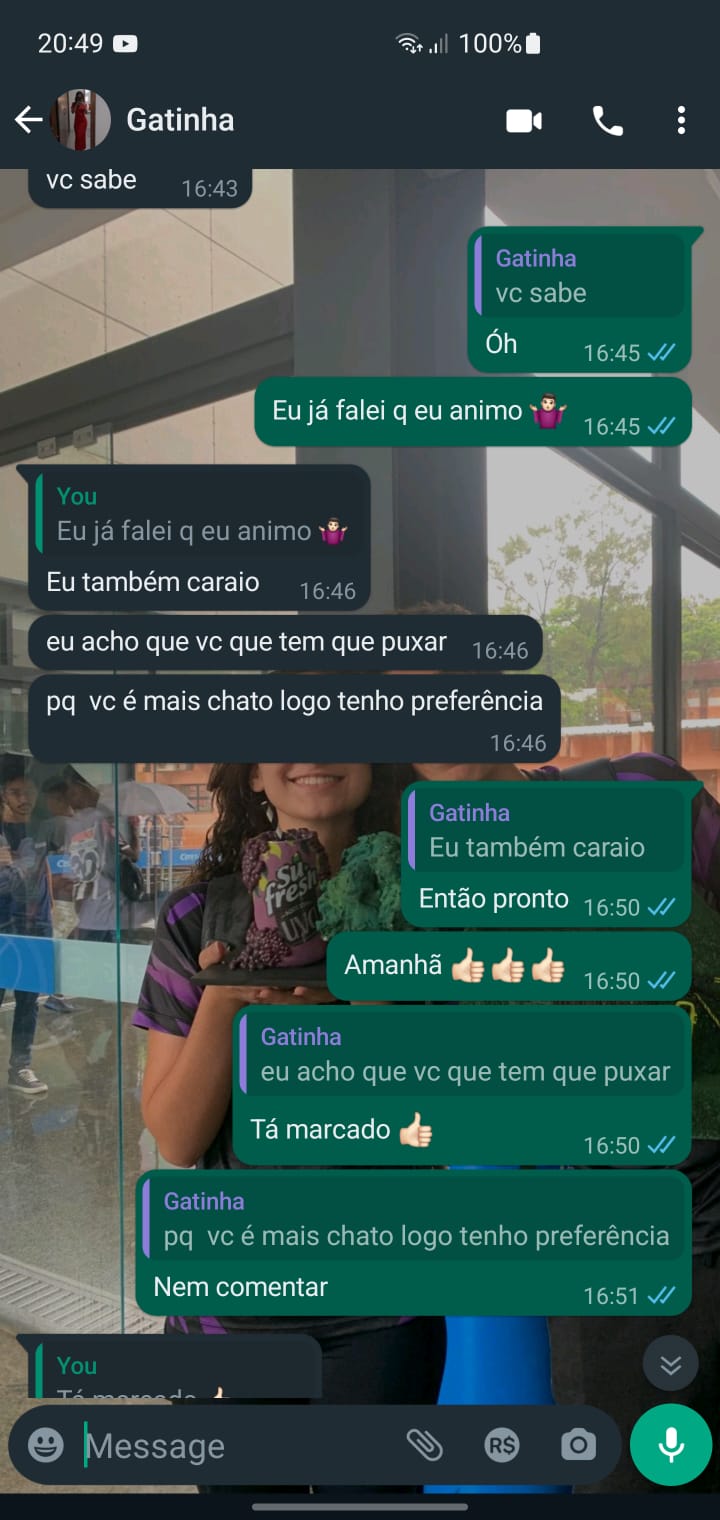 20:49
100%
Gatinha
vc sabe 16:43
Gatinha
vc sabe
Óh 16:45
Eu já falei q eu animo 🤷🏻‍♂️ 16:45
You
Eu já falei q eu animo 🤷🏻‍♂️
Eu também caraio 16:46
eu acho que vc que tem que puxar 16:46
pq  vc é mais chato logo tenho preferência
16:46
Gatinha
Eu também caraio
Então pronto 16:50
Amanhã 👍🏻👍🏻👍🏻 16:50
Gatinha
eu acho que vc que tem que puxar
Tá marcado 👍🏻 16:50
Gatinha
pq  vc é mais chato logo tenho preferência
Nem comentar 16:51
Su
fresh
You
Tá marcado 👍🏻
Message
R$